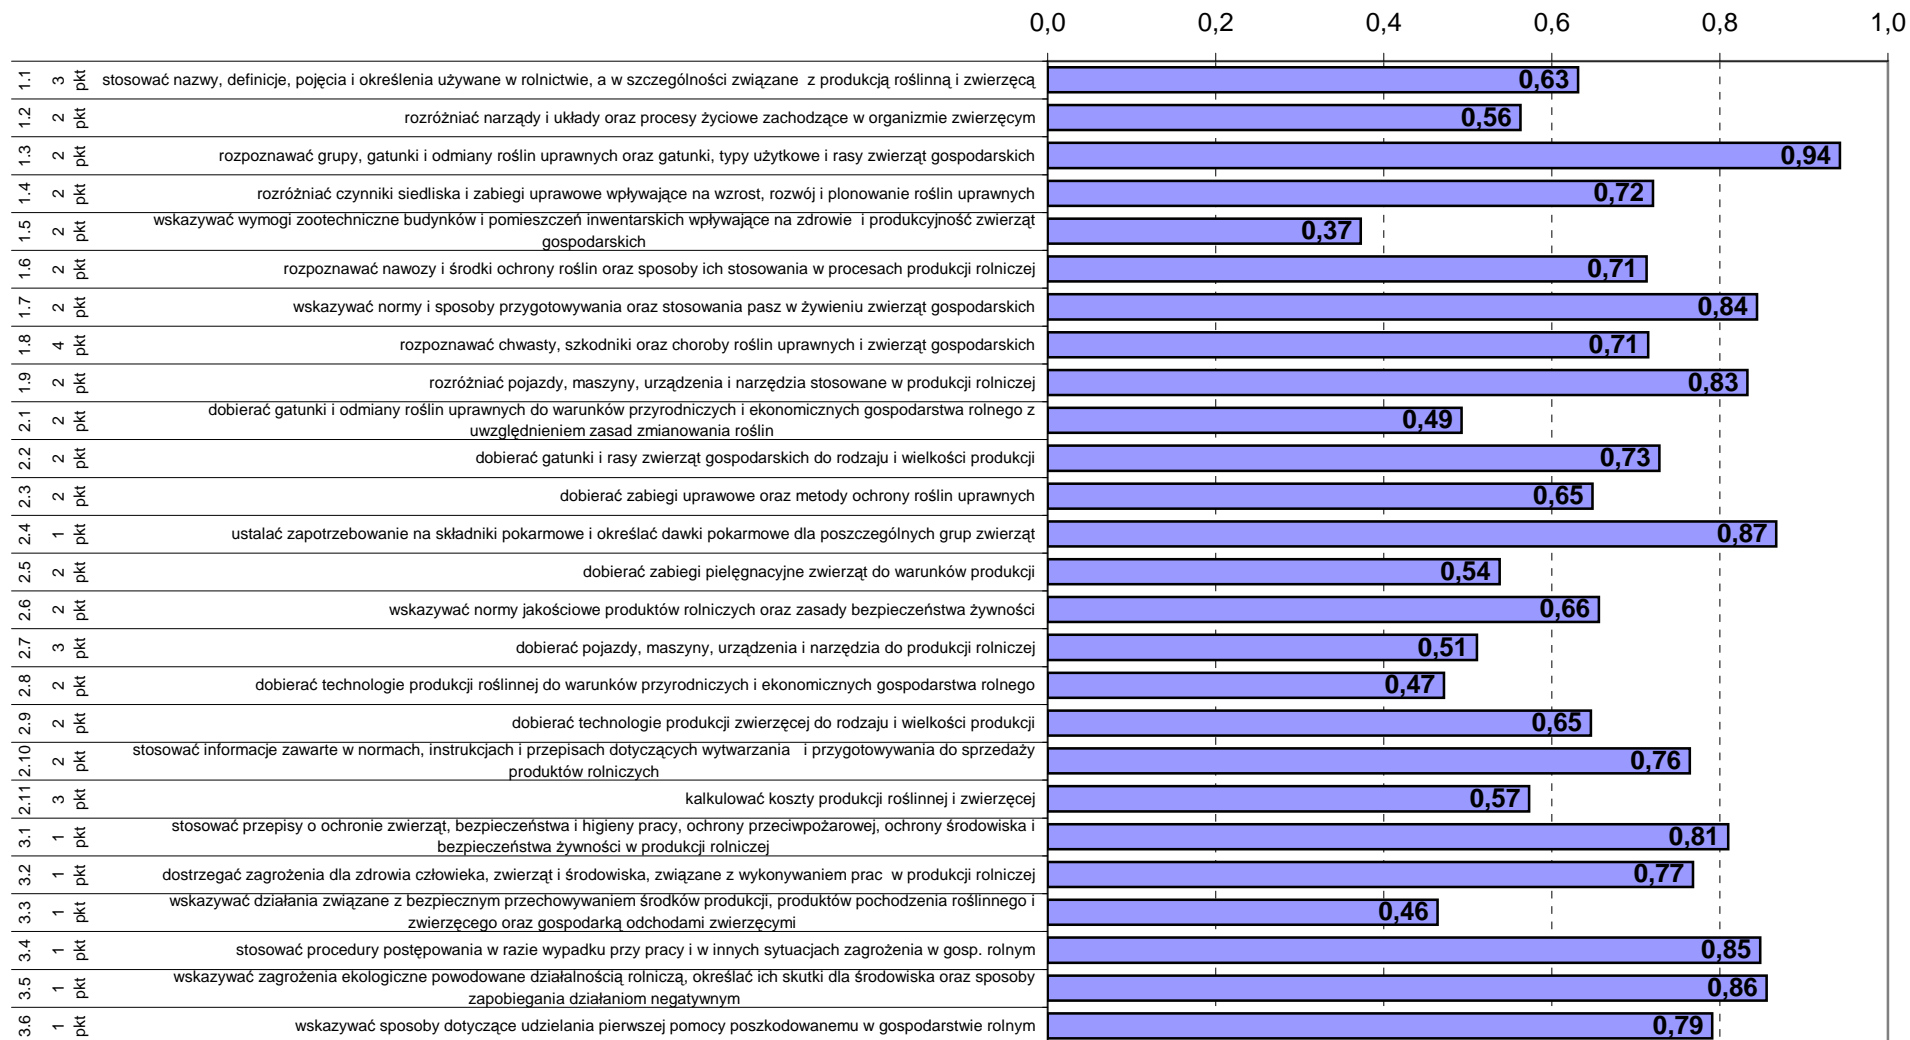 0,0 0,2 0,4 0,6 0,8 1,0
1.1 3 pkt stosować nazwy, definicje, pojęcia i określenia używane w rolnictwie, a w szczególności związane z produkcją roślinną i zwierzęcą 0,63
1.2 2 pkt rozróżniać narządy i układy oraz procesy życiowe zachodzące w organizmie zwierzęcym 0,56
1.3 2 pkt rozpoznawać grupy, gatunki i odmiany roślin uprawnych oraz gatunki, typy użytkowe i rasy zwierząt gospodarskich 0,94
1.4 2 pkt rozróżniać czynniki siedliska i zabiegi uprawowe wpływające na wzrost, rozwój i plonowanie roślin uprawnych 0,72
1.5 2 pkt wskazywać wymogi zootechniczne budynków i pomieszczeń inwentarskich wpływające na zdrowie i produkcyjność zwierząt
gospodarskich 0,37
1.6 2 pkt rozpoznawać nawozy i środki ochrony roślin oraz sposoby ich stosowania w procesach produkcji rolniczej 0,71
1.7 2 pkt wskazywać normy i sposoby przygotowywania oraz stosowania pasz w żywieniu zwierząt gospodarskich 0,84
1.8 4 pkt rozpoznawać chwasty, szkodniki oraz choroby roślin uprawnych i zwierząt gospodarskich 0,71
1.9 2 pkt rozróżniać pojazdy, maszyny, urządzenia i narzędzia stosowane w produkcji rolniczej 0,83
2.1 2 pkt dobierać gatunki i odmiany roślin uprawnych do warunków przyrodniczych i ekonomicznych gospodarstwa rolnego z
uwzględnieniem zasad zmianowania roślin 0,49
2.2 2 pkt dobierać gatunki i rasy zwierząt gospodarskich do rodzaju i wielkości produkcji 0,73
2.3 2 pkt dobierać zabiegi uprawowe oraz metody ochrony roślin uprawnych 0,65
2.4 1 pkt ustalać zapotrzebowanie na składniki pokarmowe i określać dawki pokarmowe dla poszczególnych grup zwierząt 0,87
2.5 2 pkt dobierać zabiegi pielęgnacyjne zwierząt do warunków produkcji 0,54
2.6 2 pkt wskazywać normy jakościowe produktów rolniczych oraz zasady bezpieczeństwa żywności 0,66
2.7 3 pkt dobierać pojazdy, maszyny, urządzenia i narzędzia do produkcji rolniczej 0,51
2.8 2 pkt dobierać technologie produkcji roślinnej do warunków przyrodniczych i ekonomicznych gospodarstwa rolnego 0,47
2.9 2 pkt dobierać technologie produkcji zwierzęcej do rodzaju i wielkości produkcji 0,65
2.10 2 pkt stosować informacje zawarte w normach, instrukcjach i przepisach dotyczących wytwarzania i przygotowywania do sprzedaży
produktów rolniczych 0,76
2.11 3 pkt kalkulować koszty produkcji roślinnej i zwierzęcej 0,57
3.1 1 pkt stosować przepisy o ochronie zwierząt, bezpieczeństwa i higieny pracy, ochrony przeciwpożarowej, ochrony środowiska i
bezpieczeństwa żywności w produkcji rolniczej 0,81
3.2 1 pkt dostrzegać zagrożenia dla zdrowia człowieka, zwierząt i środowiska, związane z wykonywaniem prac w produkcji rolniczej 0,77
3.3 1 pkt wskazywać działania związane z bezpiecznym przechowywaniem środków produkcji, produktów pochodzenia roślinnego i
zwierzęcego oraz gospodarką odchodami zwierzęcymi 0,46
3.4 1 pkt stosować procedury postępowania w razie wypadku przy pracy i w innych sytuacjach zagrożenia w gosp. rolnym 0,85
3.5 1 pkt wskazywać zagrożenia ekologiczne powodowane działalnością rolniczą, określać ich skutki dla środowiska oraz sposoby
zapobiegania działaniom negatywnym 0,86
3.6 1 pkt wskazywać sposoby dotyczące udzielania pierwszej pomocy poszkodowanemu w gospodarstwie rolnym 0,79